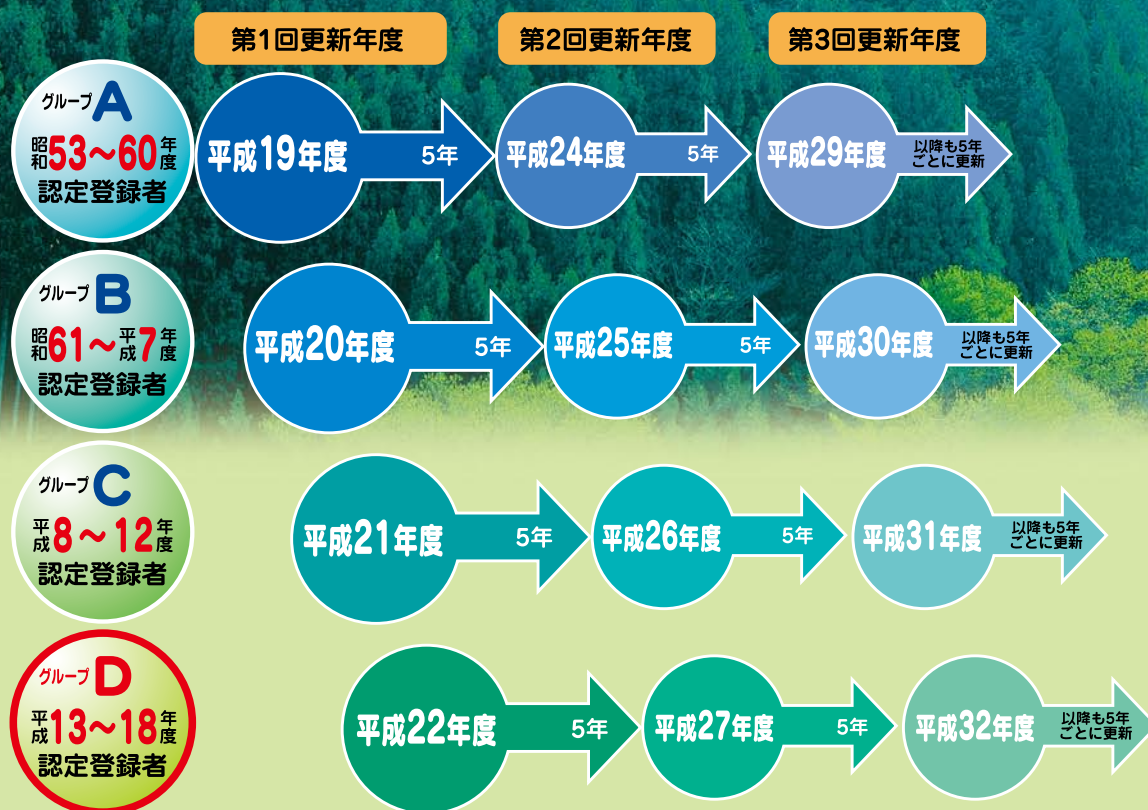 第1回更新年度
第2回更新年度
第3回更新年度
グループA
昭和53～60年度
認定登録者
平成19年度
5年
平成24年度
5年
平成29年度
以降も5年
ごとに更新
グループB
昭和61～平成7年度
認定登録者
平成20年度
5年
平成25年度
5年
平成30年度
以降も5年
ごとに更新
グループC
平成8～12年度
認定登録者
平成21年度
5年
平成26年度
5年
平成31年度
以降も5年
ごとに更新
グループD
平成13～18年度
認定登録者
平成22年度
5年
平成27年度
5年
平成32年度
以降も5年
ごとに更新